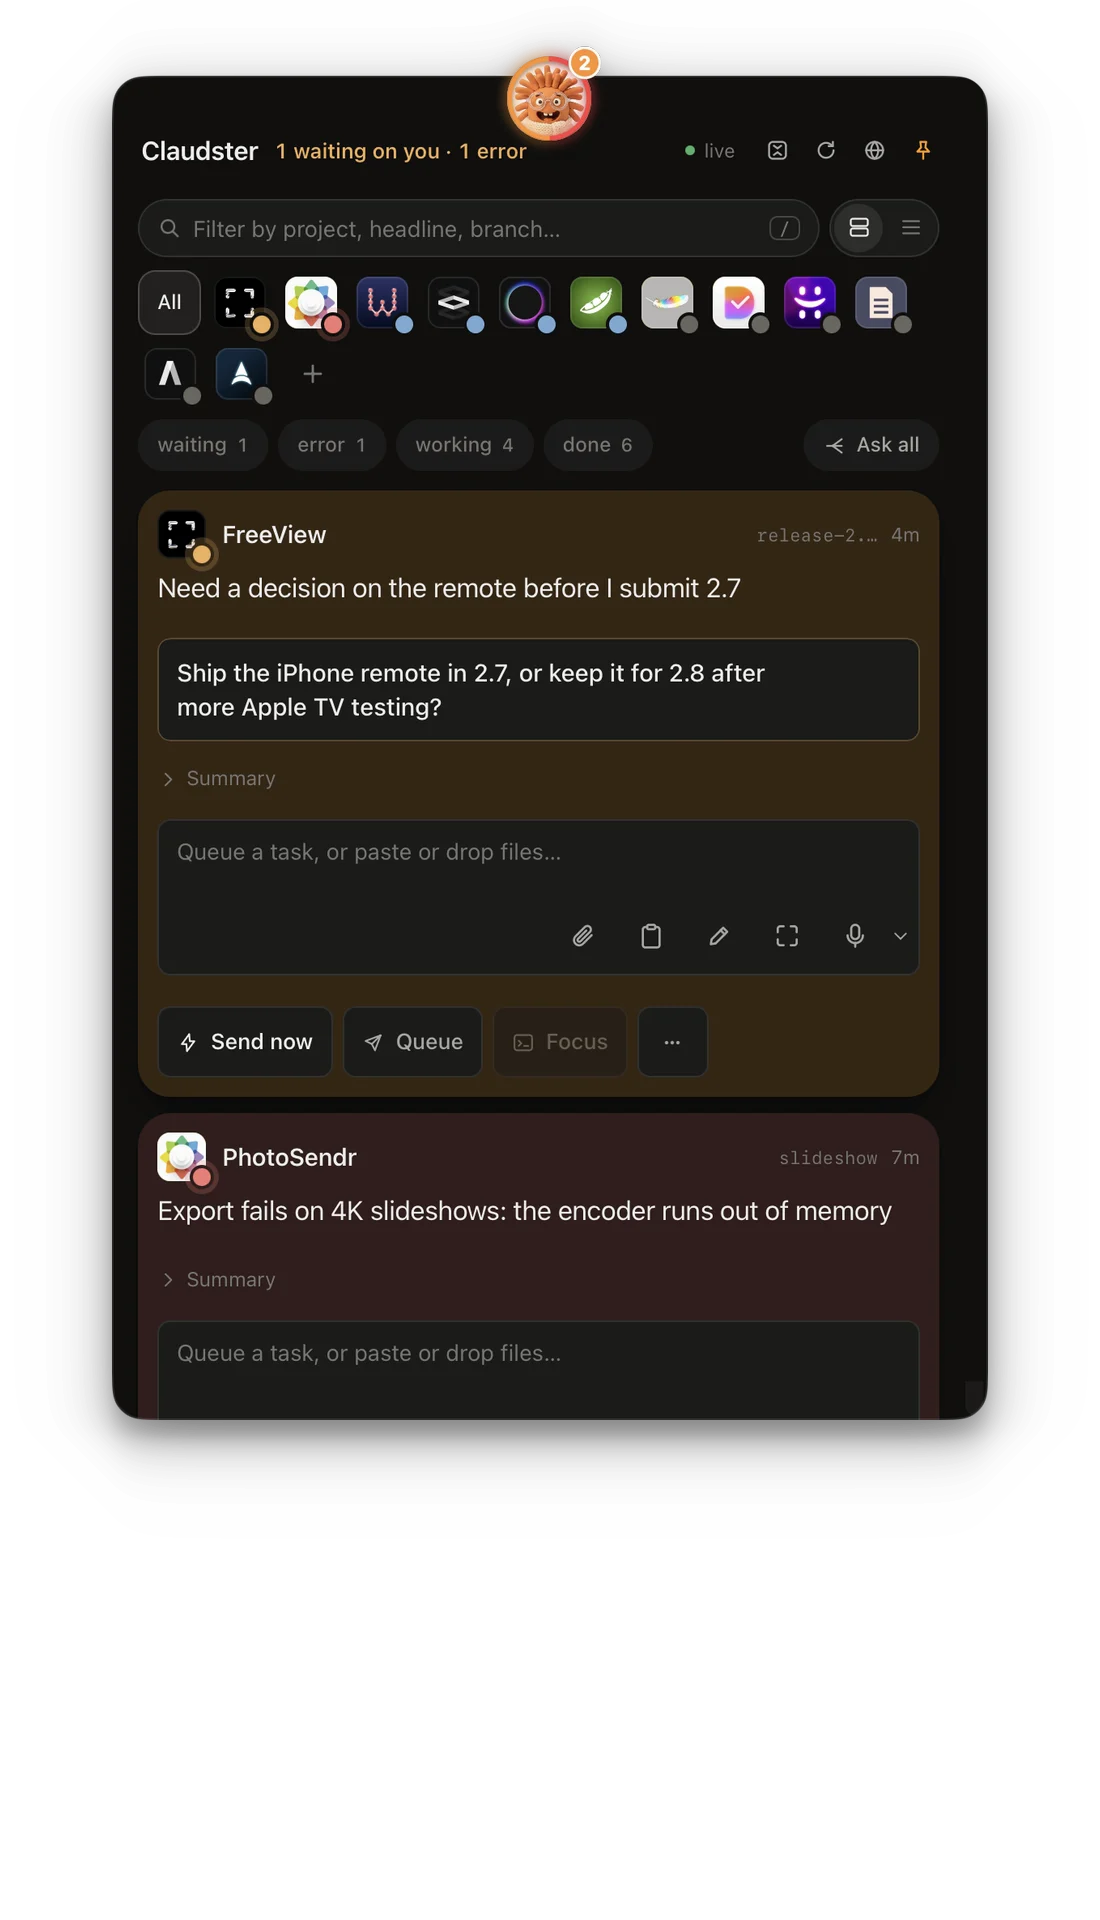 2
Claudster 1 waiting on you · 1 error live
Filter by project, headline, branch... /
All
waiting 1 error 1 working 4 done 6 Ask all
FreeView release-2.… 4m
Need a decision on the remote before I submit 2.7
Ship the iPhone remote in 2.7, or keep it for 2.8 after
more Apple TV testing?
Summary
Queue a task, or paste or drop files...
Send now Queue Focus ...
PhotoSendr slideshow 7m
Export fails on 4K slideshows: the encoder runs out of memory
Summary
Queue a task, or paste or drop files...